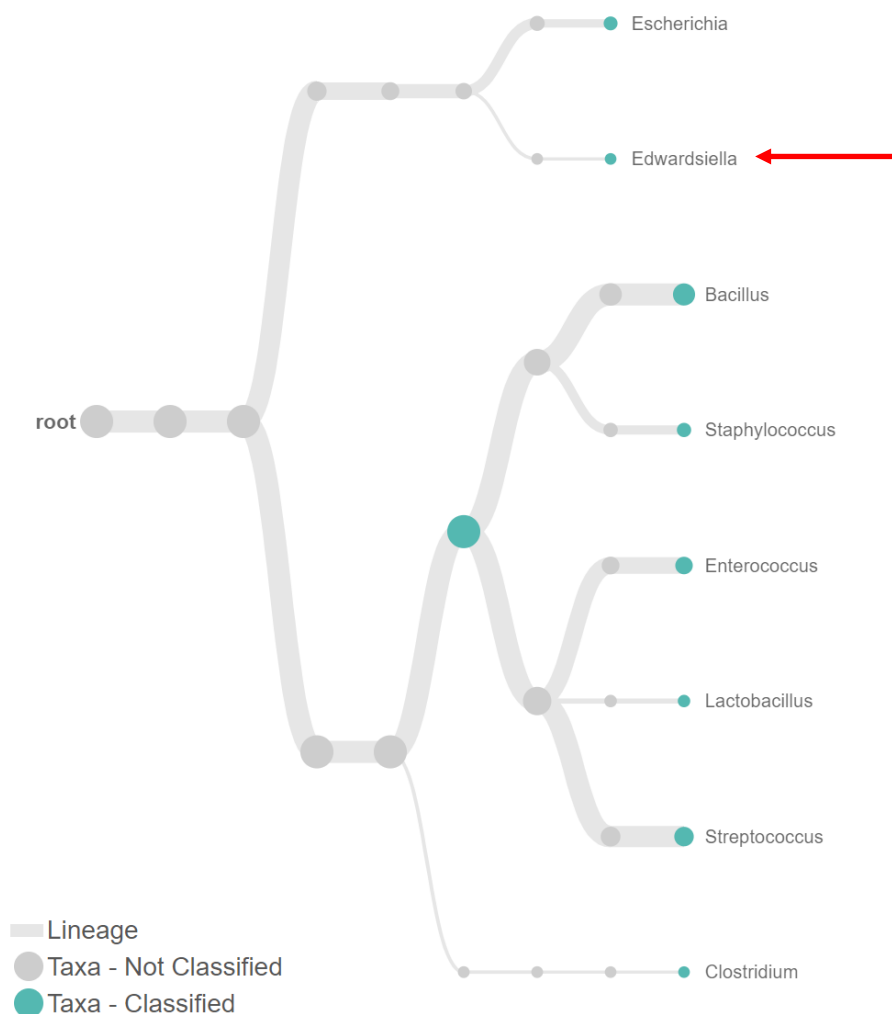 Escherichia
Edwardsiella
Bacillus
root
Staphylococcus
Enterococcus
Lactobacillus
Streptococcus
Lineage
Taxa - Not Classified
Clostridium
Taxa - Classified